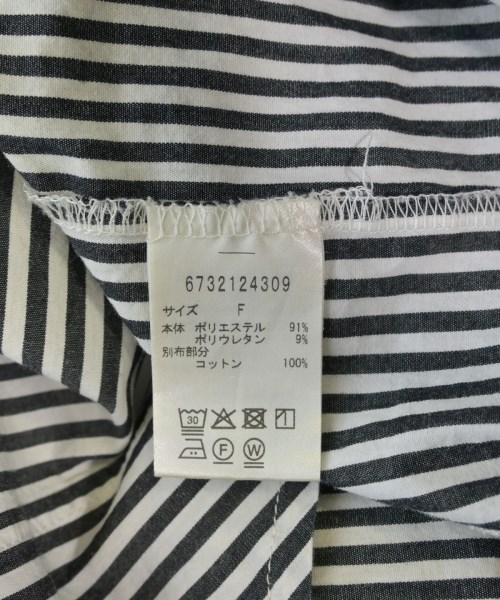 6732124309
サイズ F
本体 ポリエステル 91%
ポリウレタン 9%
別布部分
コットン 100%
30
F W